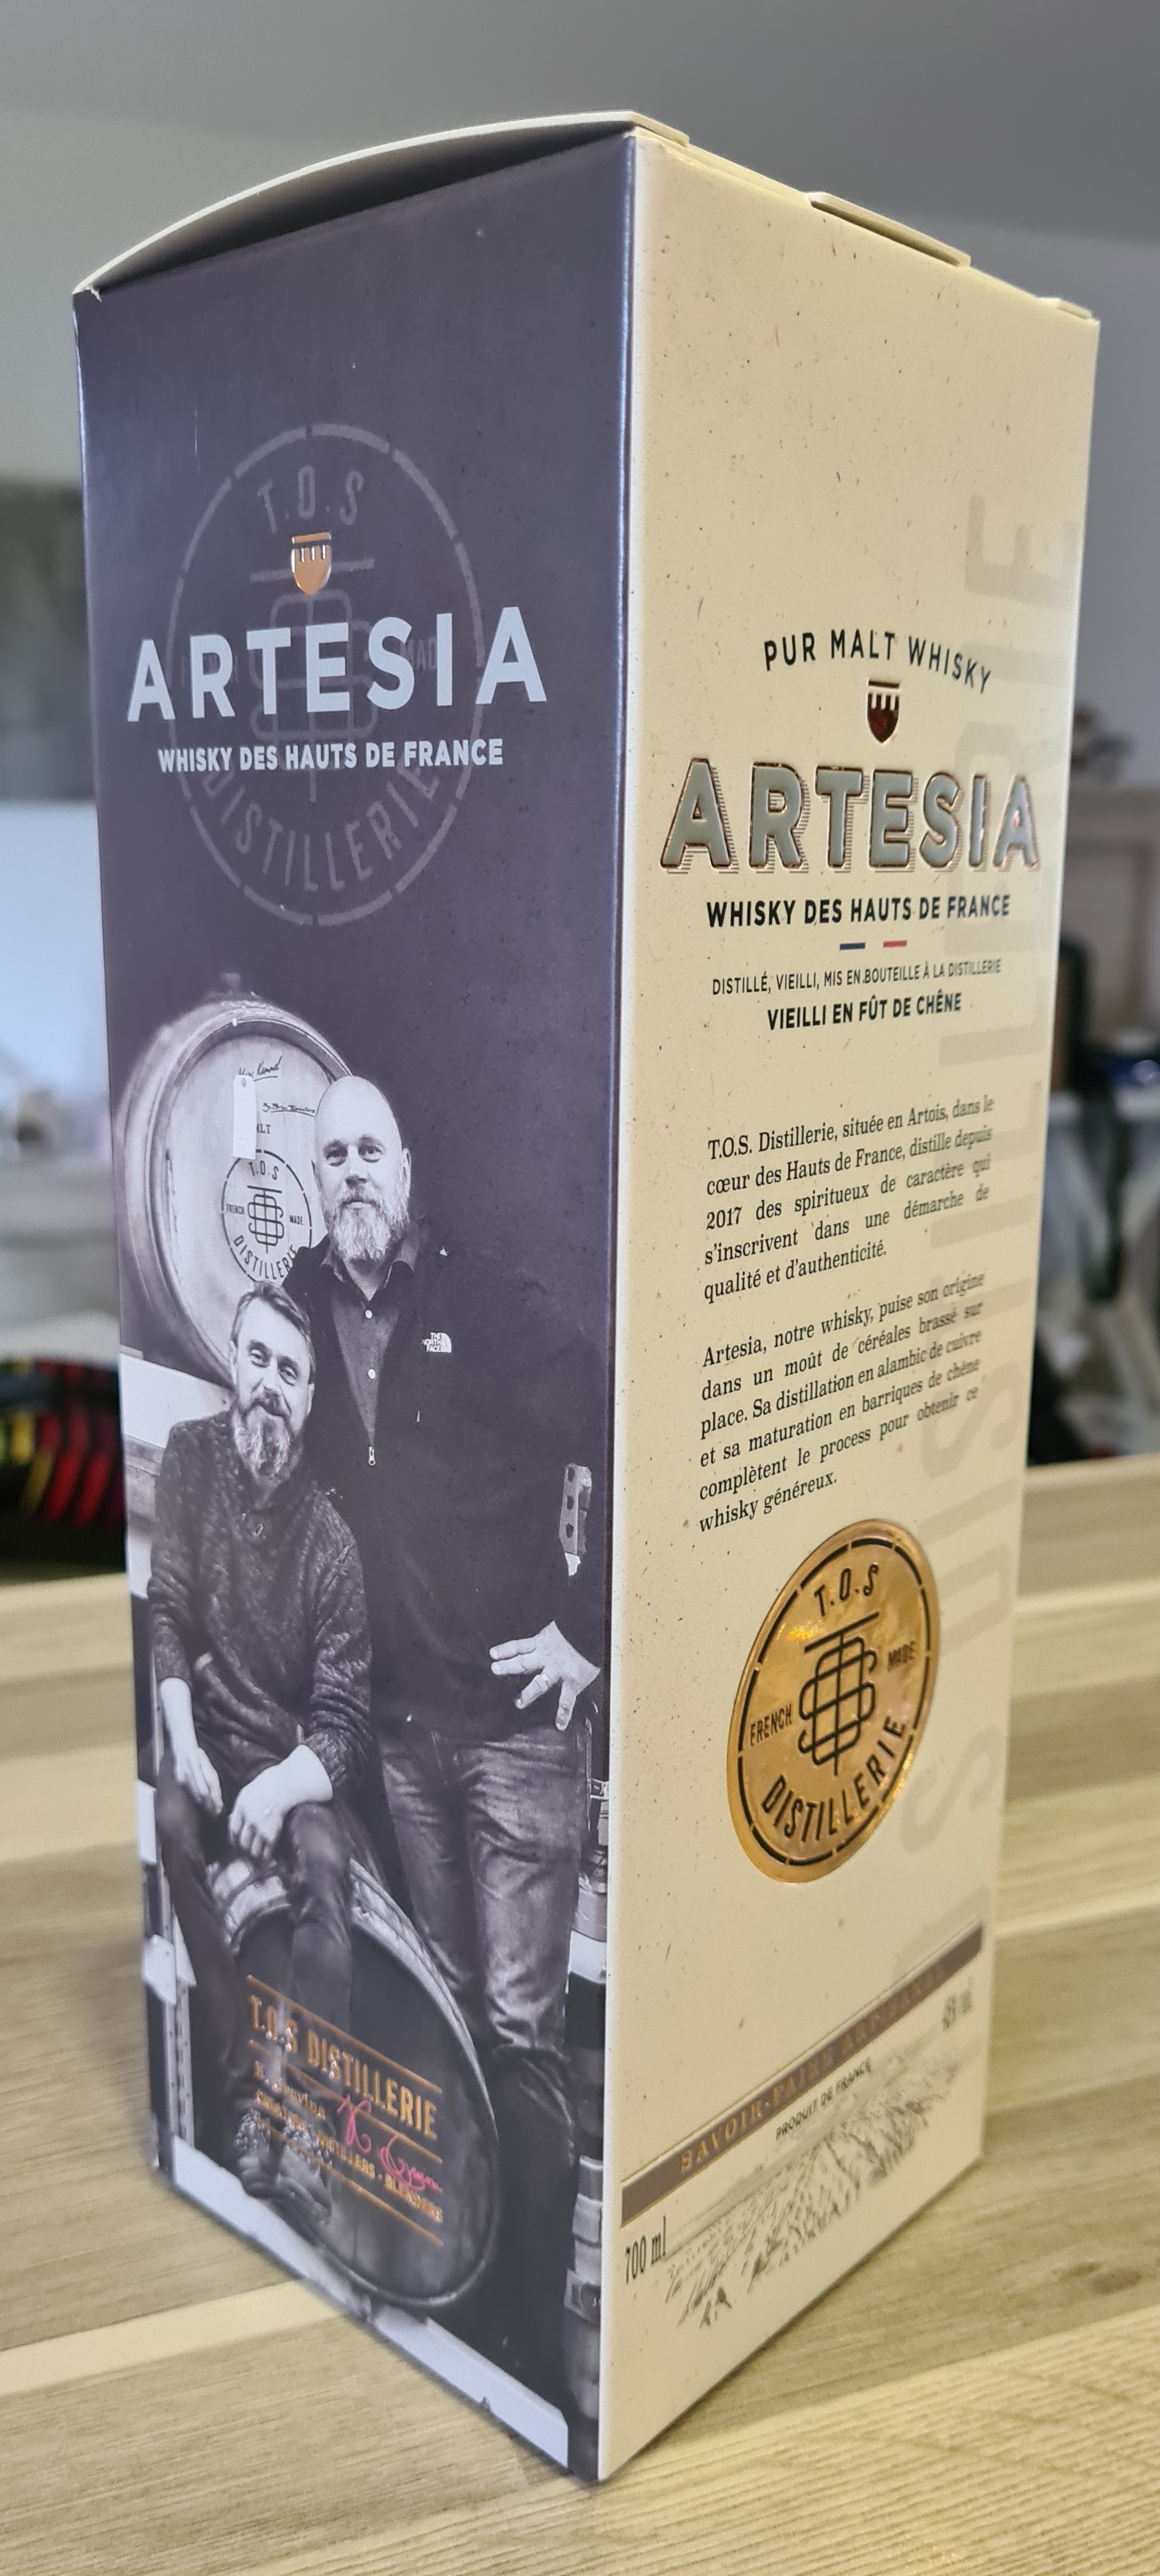 T.O.S
MADE
ARTESIA
WHISKY DES HAUTS DE FRANCE
DISTILLERIE
T.O.S
FRENCH MADE
DISTILLERIE
THE
NORTH
FACE
T.O.S DISTILLERIE
DISTILLERS - BLENDERS
PUR MALT WHISKY
ARTESIA
WHISKY DES HAUTS DE FRANCE
DISTILLÉ, VIEILLI, MIS EN BOUTEILLE À LA DISTILLERIE
VIEILLI EN FÛT DE CHÊNE
T.O.S. Distillerie, située en Artois, dans le
cœur des Hauts de France, distille depuis
2017 des spiritueux de caractère qui
s'inscrivent dans une démarche de
qualité et d'authenticité.
Artesia, notre whisky, puise son origine
dans un moût de céréales brassé sur
place. Sa distillation en alambic de cuivre
et sa maturation en barriques de chêne
complètent le process pour obtenir ce
whisky généreux.
T.O.S
FRENCH MADE
DISTILLERIE
SAVOIR-FAIRE ARTISANAL
PRODUIT DE FRANCE
700 ml